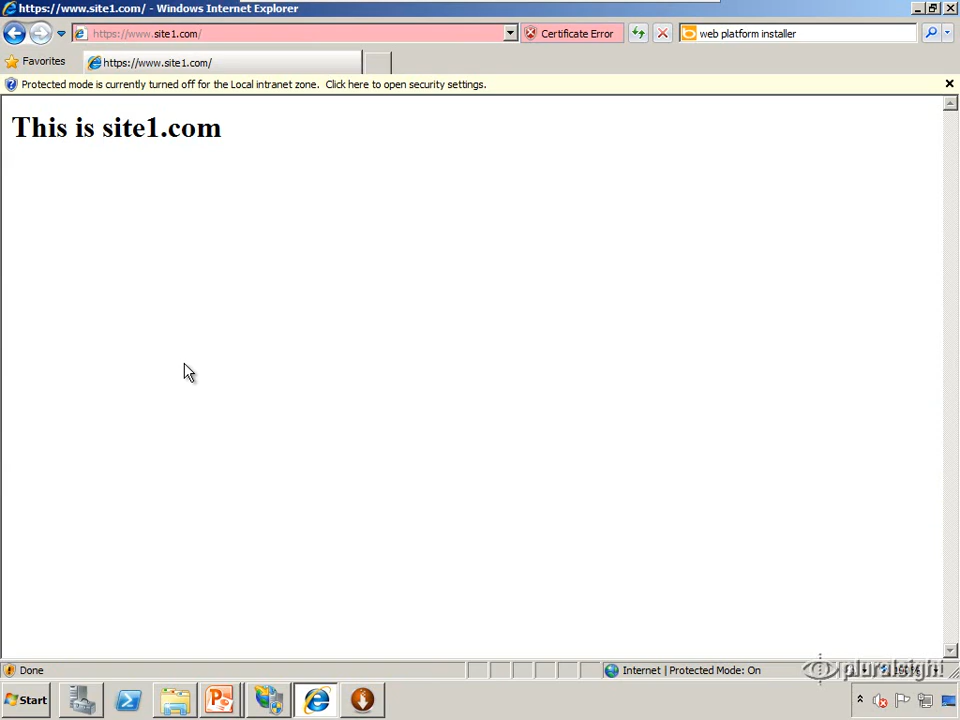 https://www.site1.com/ - Windows Internet Explorer
https://www.site1.com/
Certificate Error
web platform installer
Favorites
https://www.site1.com/
Protected mode is currently turned off for the Local intranet zone. Click here to open security settings.
This is site1.com
Done
Internet | Protected Mode: On
pluralsight
Start